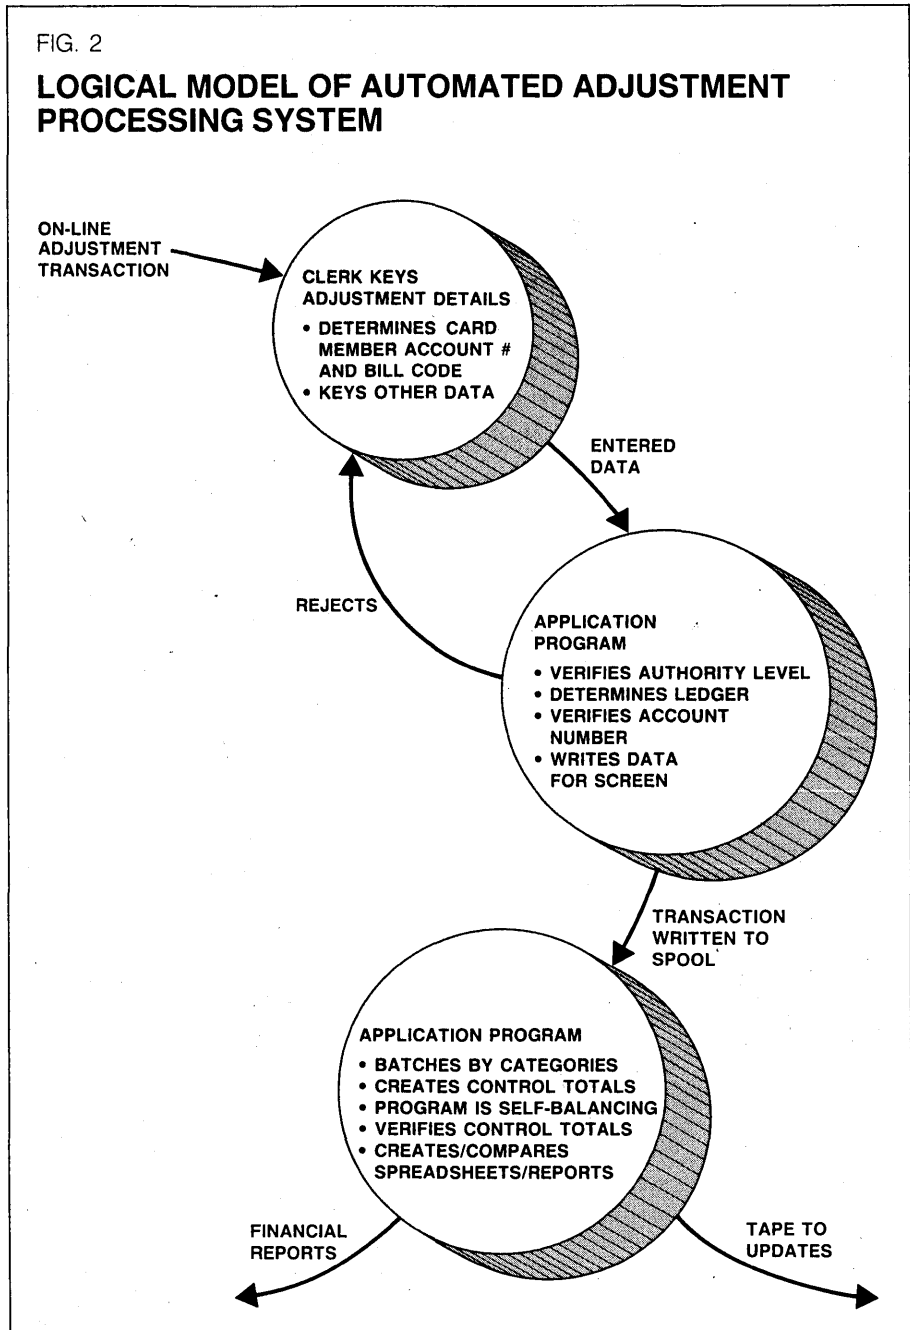 FIG. 2
LOGICAL MODEL OF AUTOMATED ADJUSTMENT
PROCESSING SYSTEM
ON-LINE
ADJUSTMENT
TRANSACTION
CLERK KEYS
ADJUSTMENT DETAILS
• DETERMINES CARD
MEMBER ACCOUNT #
AND BILL CODE
• KEYS OTHER DATA
ENTERED
DATA
REJECTS
APPLICATION
PROGRAM
• VERIFIES AUTHORITY LEVEL
• DETERMINES LEDGER
• VERIFIES ACCOUNT
NUMBER
• WRITES DATA
FOR SCREEN
TRANSACTION
WRITTEN TO
SPOOL
APPLICATION PROGRAM
• BATCHES BY CATEGORIES
• CREATES CONTROL TOTALS
• PROGRAM IS SELF-BALANCING
• VERIFIES CONTROL TOTALS
• CREATES/COMPARES
SPREADSHEETS/REPORTS
FINANCIAL
REPORTS
TAPE TO
UPDATES